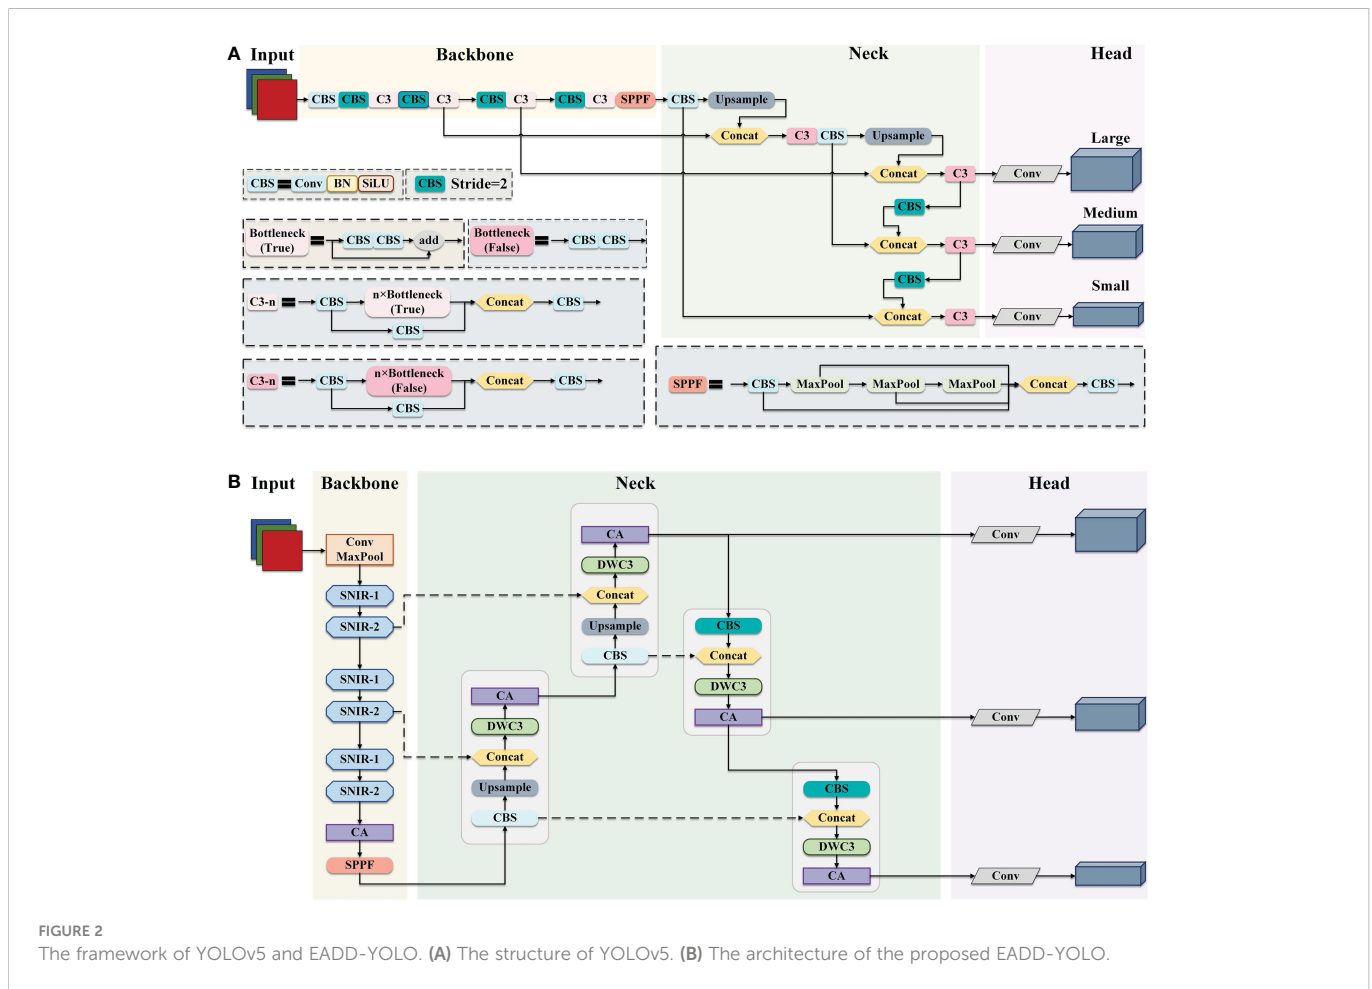 A Input Backbone Neck Head
CBS CBS C3 CBS C3 CBS C3 CBS C3 SPPF CBS Upsample
Concat C3 CBS Upsample
Large
Concat C3 Conv
CBS = Conv BN SiLU CBS Stride=2
CBS
Medium
Bottleneck (True) = CBS CBS add Bottleneck (False) = CBS CBS
Concat C3 Conv
CBS
Small
C3-n = CBS n×Bottleneck (True) Concat CBS
CBS
Concat C3 Conv
C3-n = CBS n×Bottleneck (False) Concat CBS
CBS
SPPF = CBS MaxPool MaxPool MaxPool Concat CBS
B Input Backbone Neck Head
Conv
MaxPool
SNIR-1
SNIR-2
SNIR-1
SNIR-2
SNIR-1
SNIR-2
CA
SPPF
CA
DWC3
Concat
Upsample
CBS
CA
DWC3
Concat
Upsample
CBS
CBS
Concat
DWC3
CA
CBS
Concat
DWC3
CA
Conv
Conv
Conv
FIGURE 2
The framework of YOLOv5 and EADD-YOLO. (A) The structure of YOLOv5. (B) The architecture of the proposed EADD-YOLO.